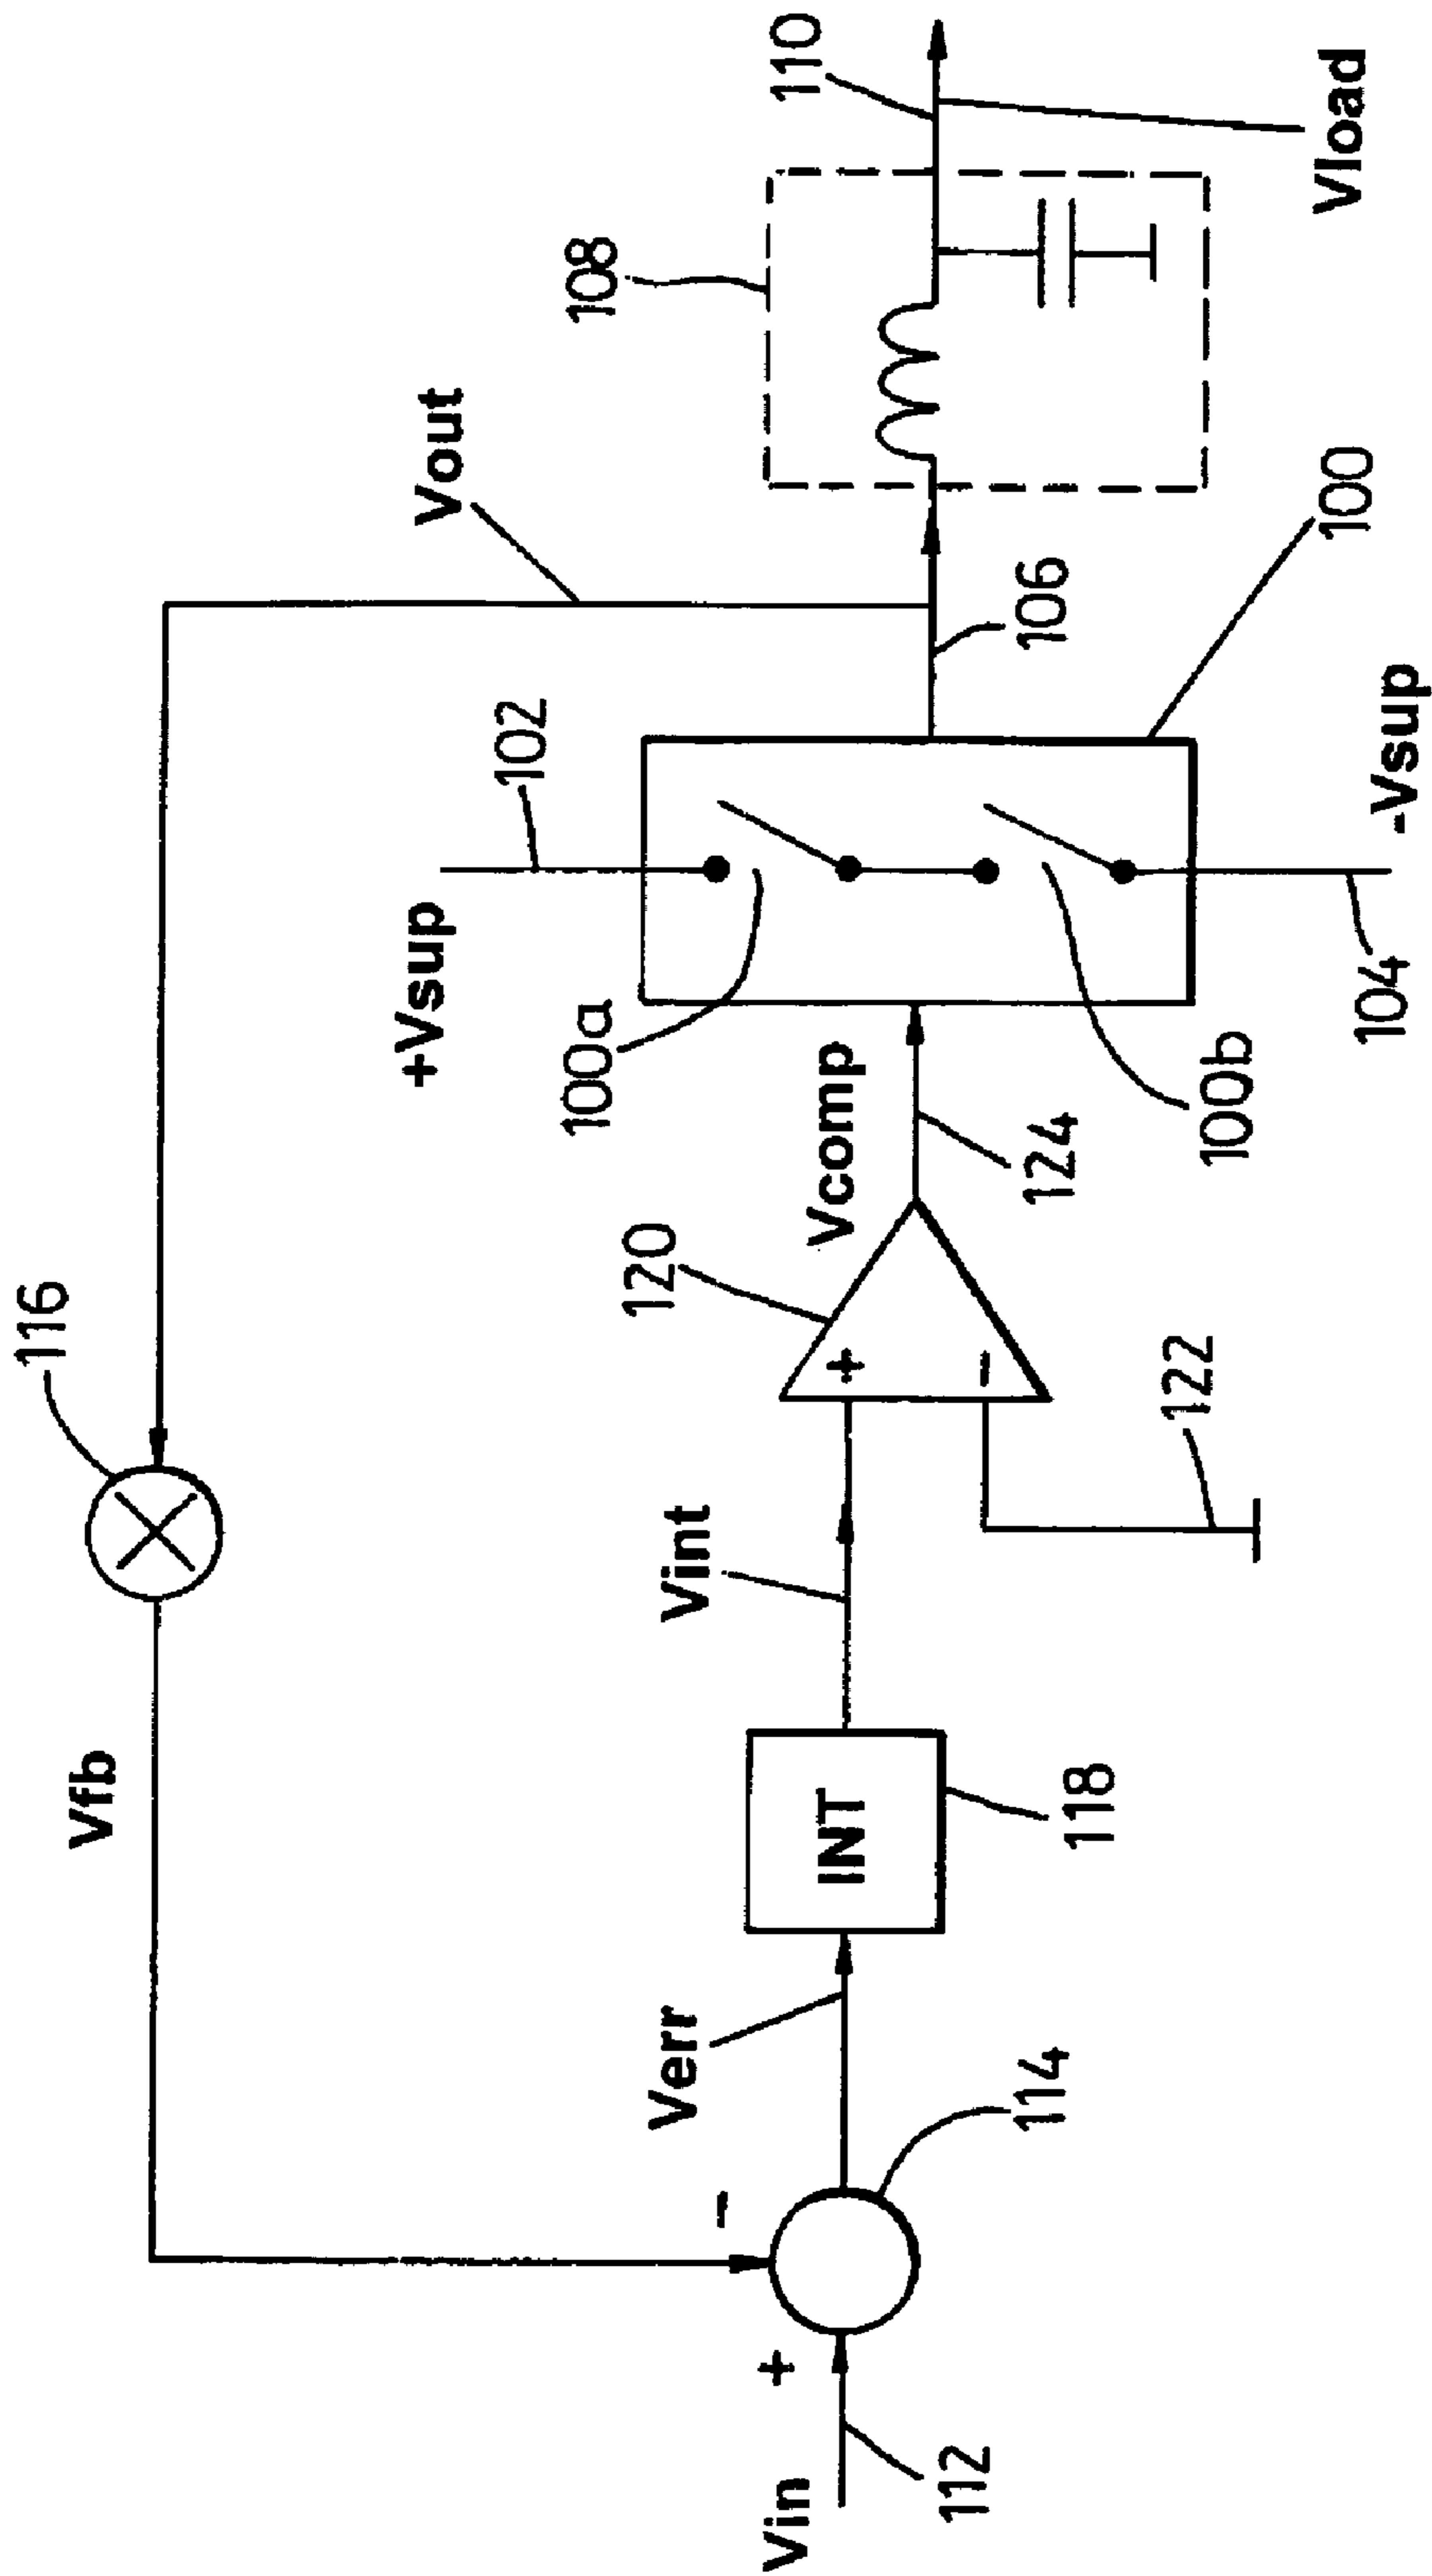 116
Vfb
Vout
+Vsup
102
108
110
100a
Vin
+
-
Verr
INT
Vint
120
+
-
Vcomp
106
112
114
118
122
124
100b
104
-Vsup
100
Vload